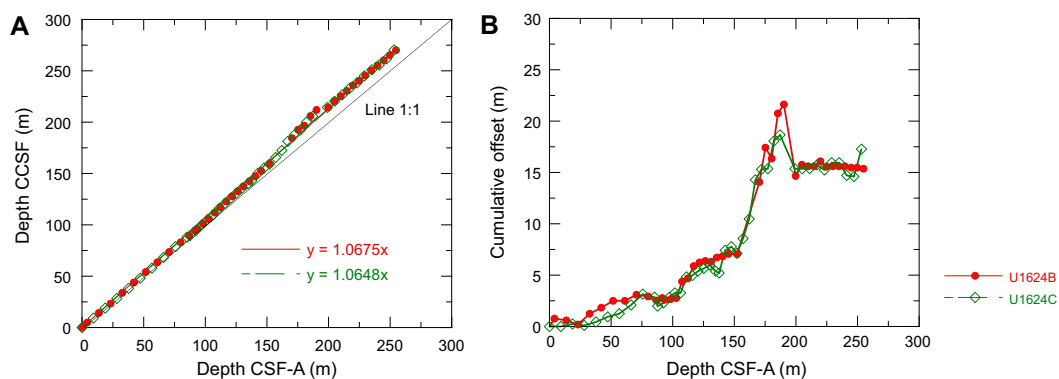 A
Depth CCSF (m)
300
250
200
150
100
50
0
0
50
100
150
200
250
300
Depth CSF-A (m)
Line 1:1
y = 1.0675x
y = 1.0648x
B
Cumulative offset (m)
30
25
20
15
10
5
0
0
50
100
150
200
250
300
Depth CSF-A (m)
U1624B
U1624C